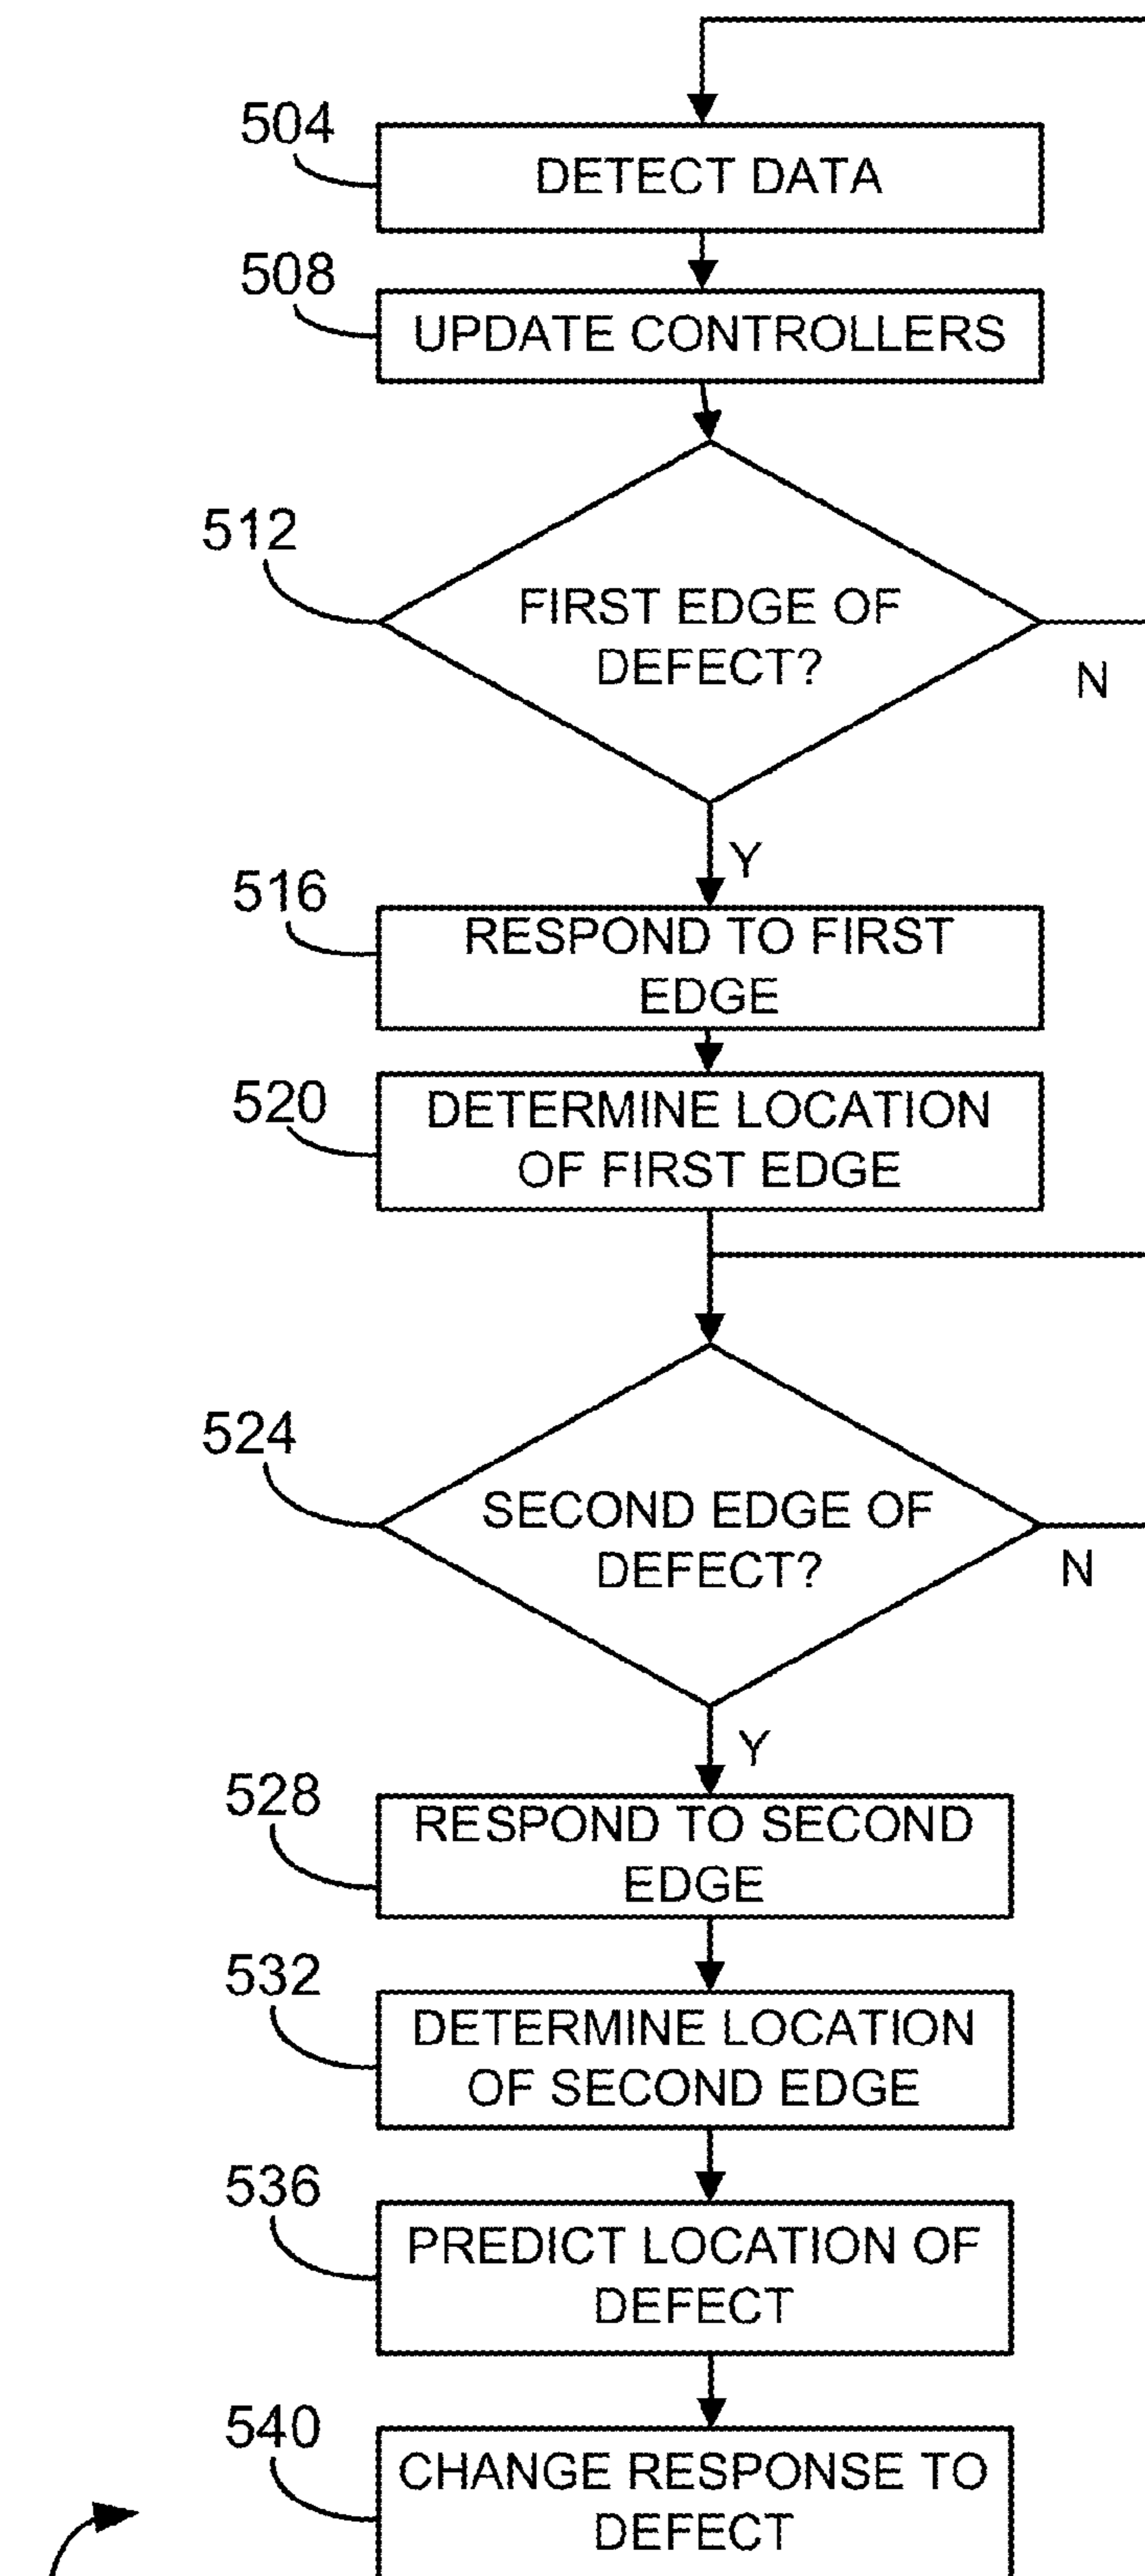 504
DETECT DATA
508
UPDATE CONTROLLERS
512
FIRST EDGE OF
DEFECT?
N
Y
516
RESPOND TO FIRST
EDGE
520
DETERMINE LOCATION
OF FIRST EDGE
524
SECOND EDGE OF
DEFECT?
N
Y
528
RESPOND TO SECOND
EDGE
532
DETERMINE LOCATION
OF SECOND EDGE
536
PREDICT LOCATION OF
DEFECT
540
CHANGE RESPONSE TO
DEFECT